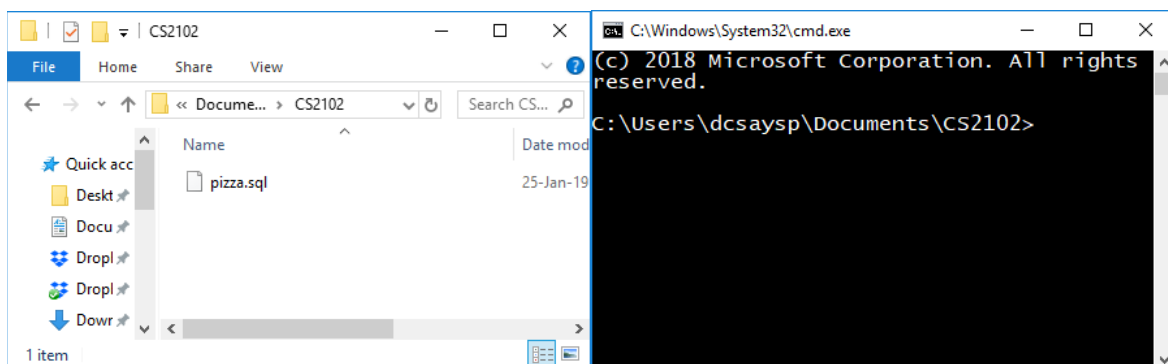 CS2102
File Home Share View
« Docume... > CS2102 Search CS...
Name Date mod
Quick acc
Deskt
Docu
Dropl
Dropl
Dowr
pizza.sql 25-Jan-19
1 item
C:\Windows\System32\cmd.exe
(c) 2018 Microsoft Corporation. All rights
reserved.
C:\Users\dcsaysp\Documents\CS2102>